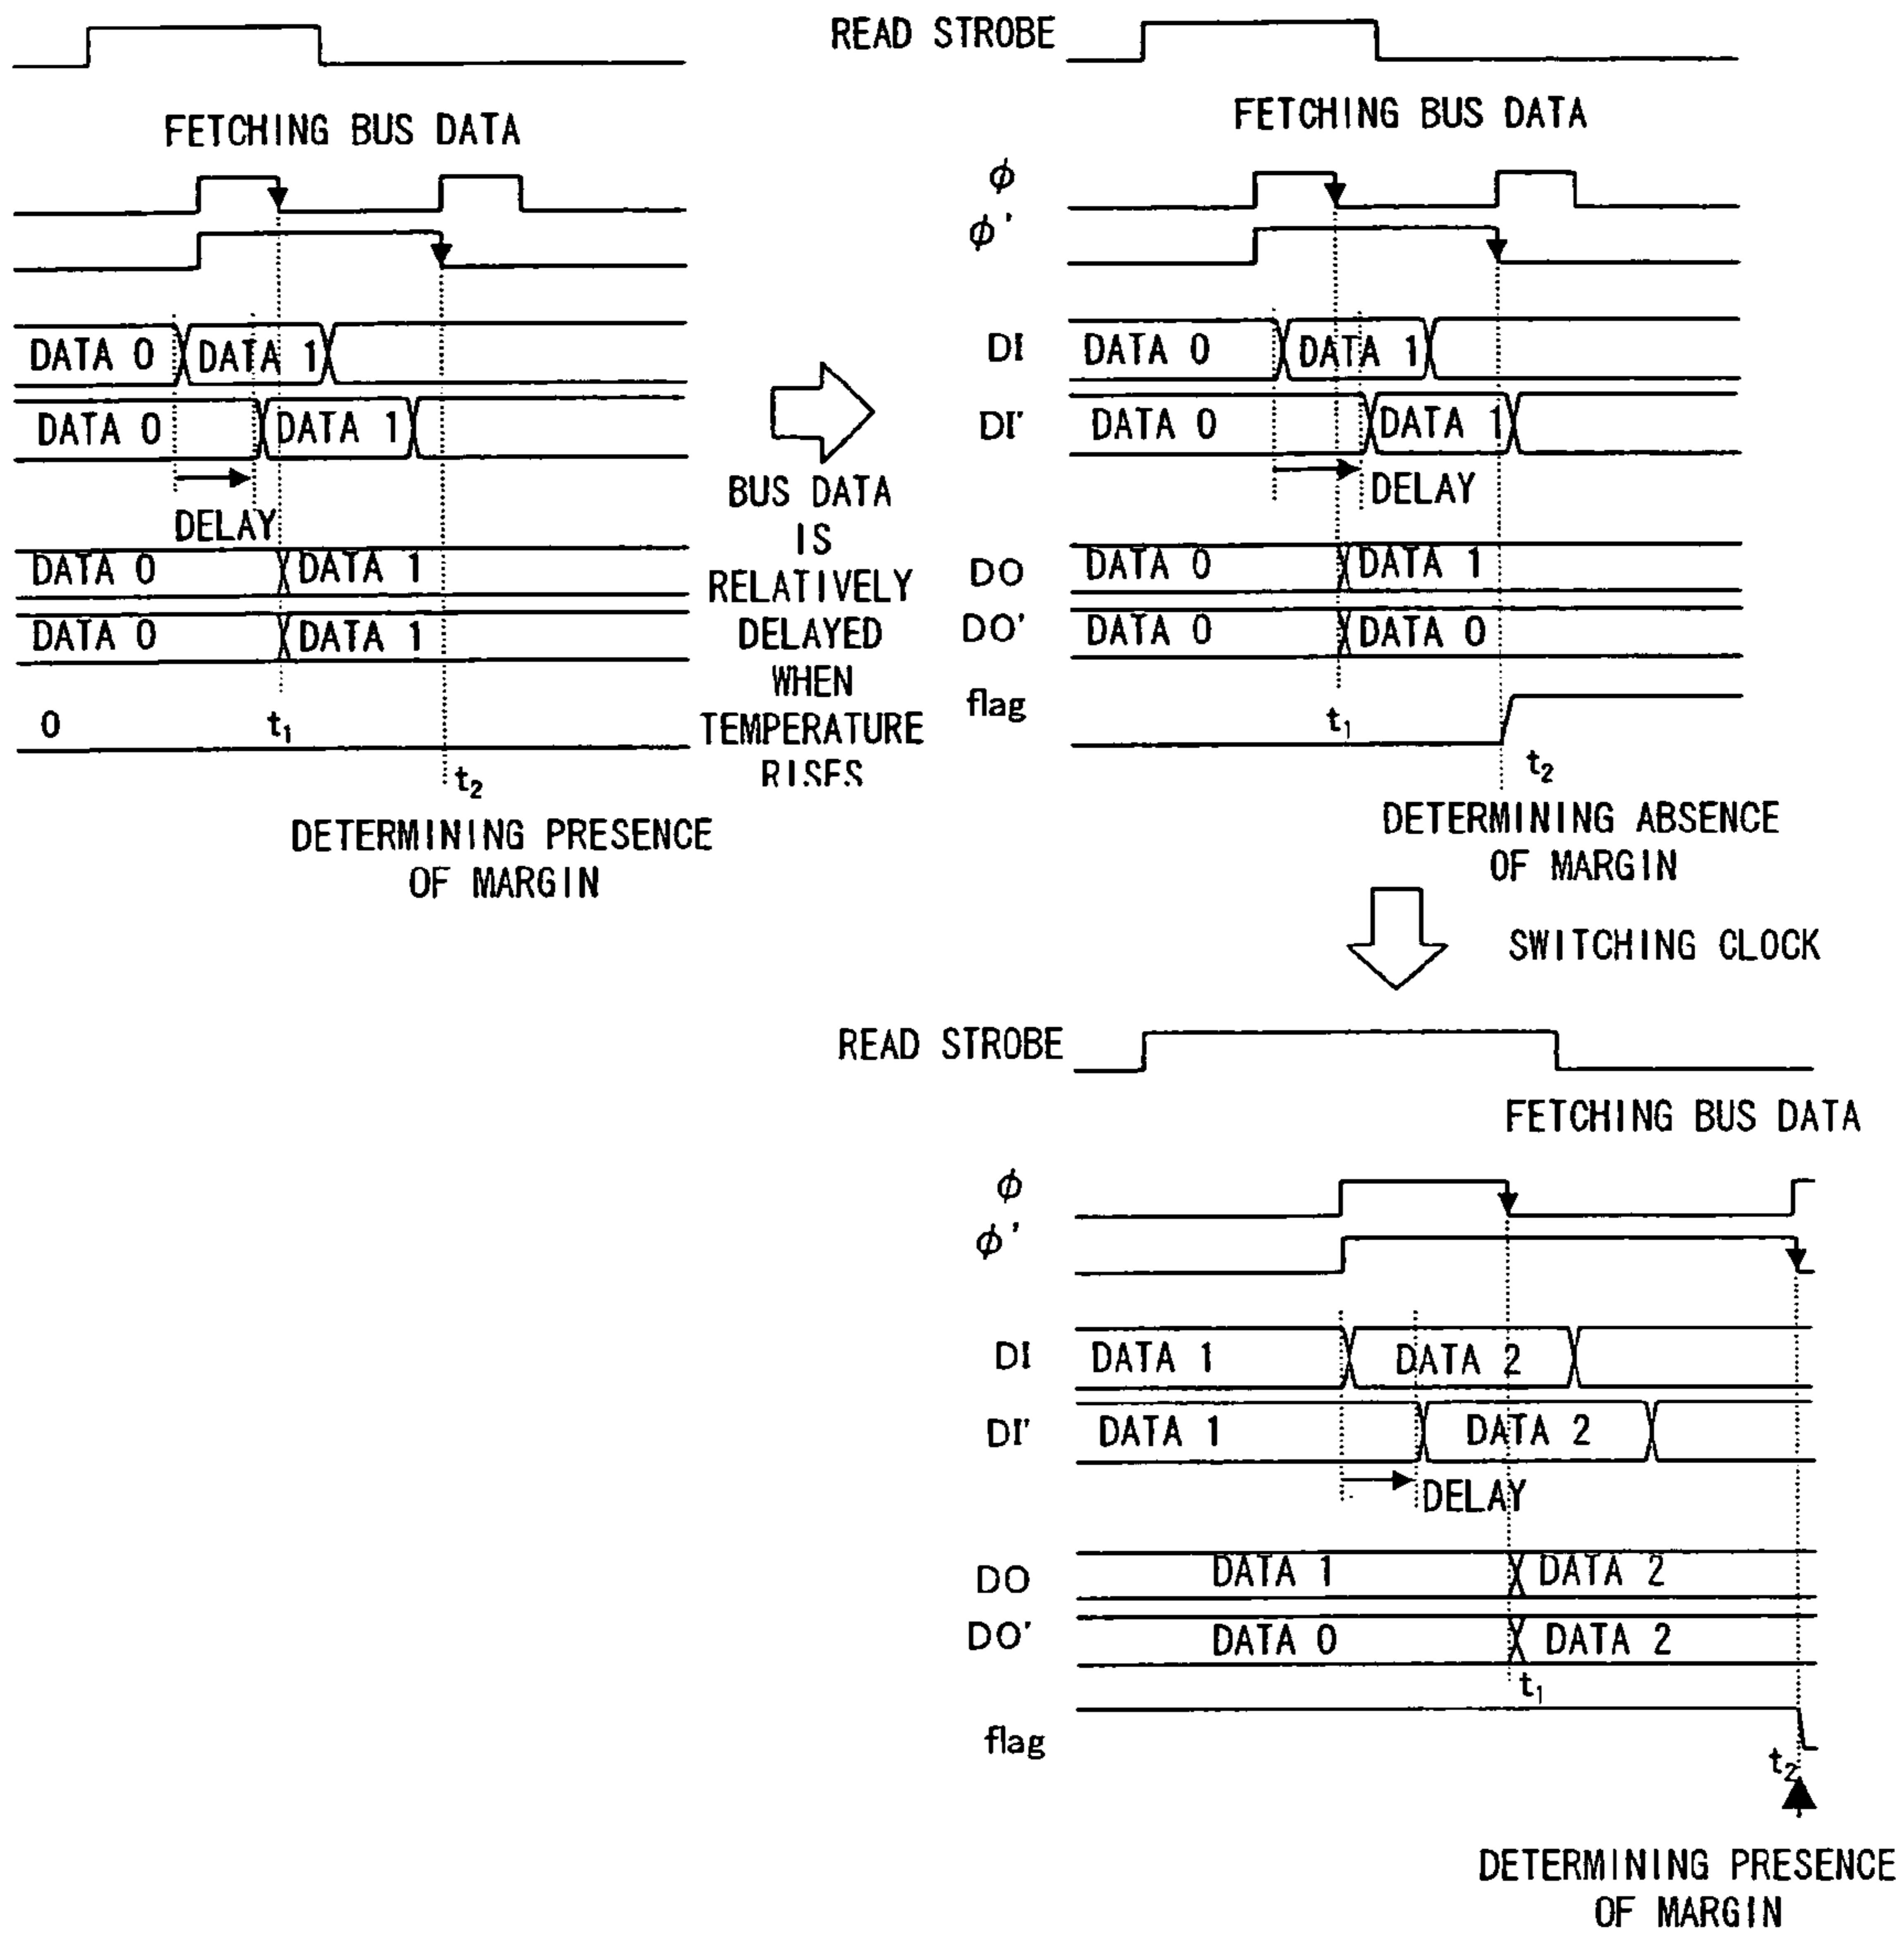 FETCHING BUS DATA
DATA 0 DATA 1
DATA 0 DATA 1
DELAY
DATA 0 DATA 1
DATA 0 DATA 1
0 t1
t2
DETERMINING PRESENCE
OF MARGIN
BUS DATA
IS
RELATIVELY
DELAYED
WHEN
TEMPERATURE
RISES
READ STROBE
FETCHING BUS DATA
ϕ
ϕ'
DI DATA 0 DATA 1
DI' DATA 0 DATA 1
DELAY
DO DATA 0 DATA 1
DO' DATA 0 DATA 0
flag t1
t2
DETERMINING ABSENCE
OF MARGIN
SWITCHING CLOCK
READ STROBE
FETCHING BUS DATA
ϕ
ϕ'
DI DATA 1 DATA 2
DI' DATA 1 DATA 2
DELAY
DO DATA 1 DATA 2
DO' DATA 0 DATA 2
t1
flag
t2
DETERMINING PRESENCE
OF MARGIN